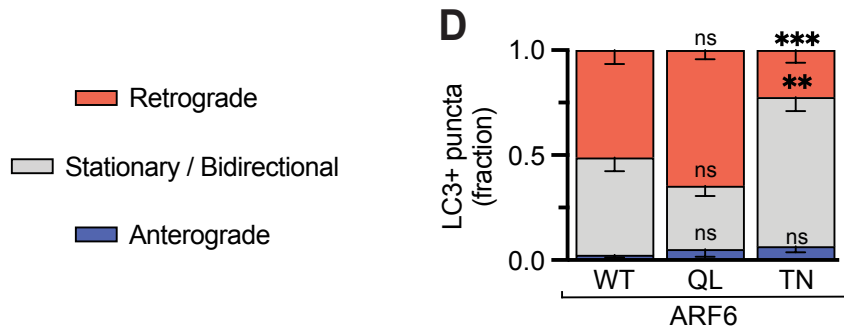 D
Retrograde
Stationary / Bidirectional
Anterograde
LC3+ puncta
(fraction)
1.0
0.5
0.0
ns
***
**
ns
ns
ns
WT QL TN
ARF6